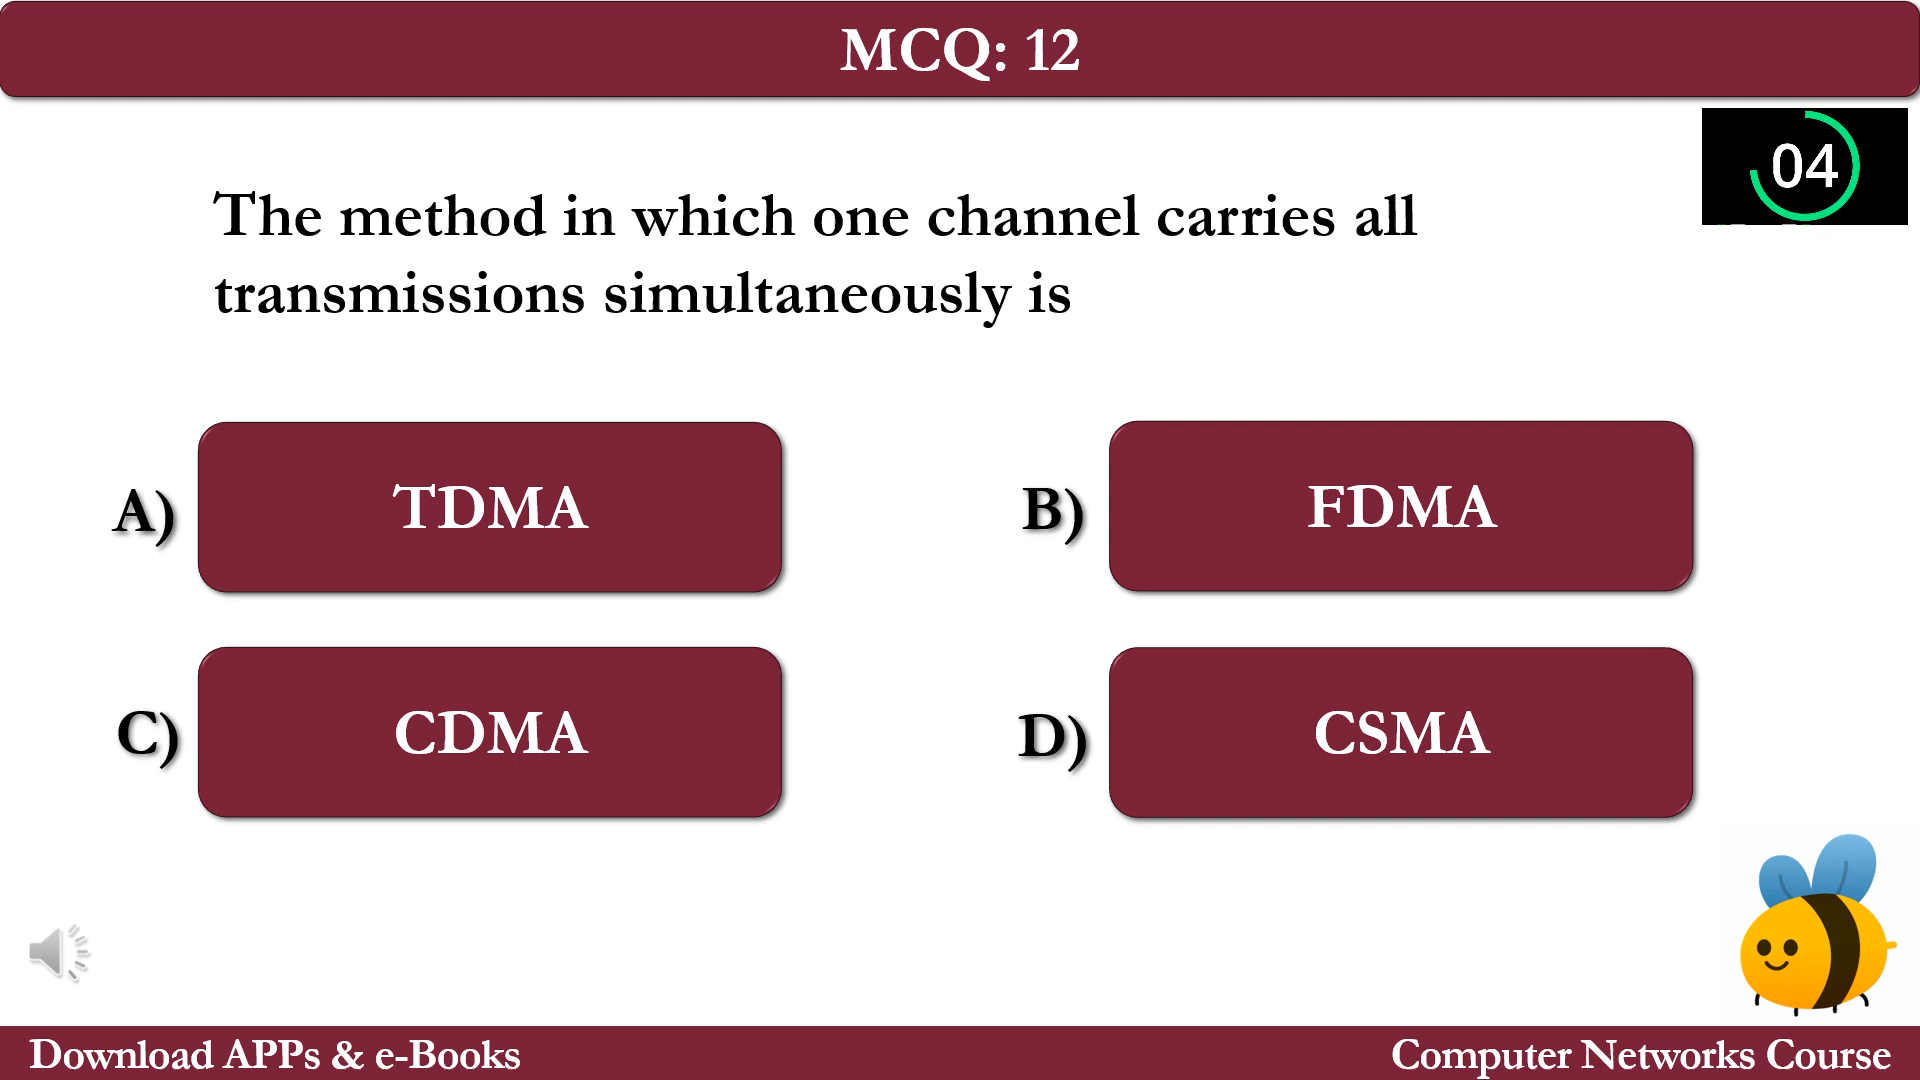 MCQ: 12
04
The method in which one channel carries all
transmissions simultaneously is
A) TDMA
B) FDMA
C) CDMA
D) CSMA
Download APPs & e-Books
Computer Networks Course